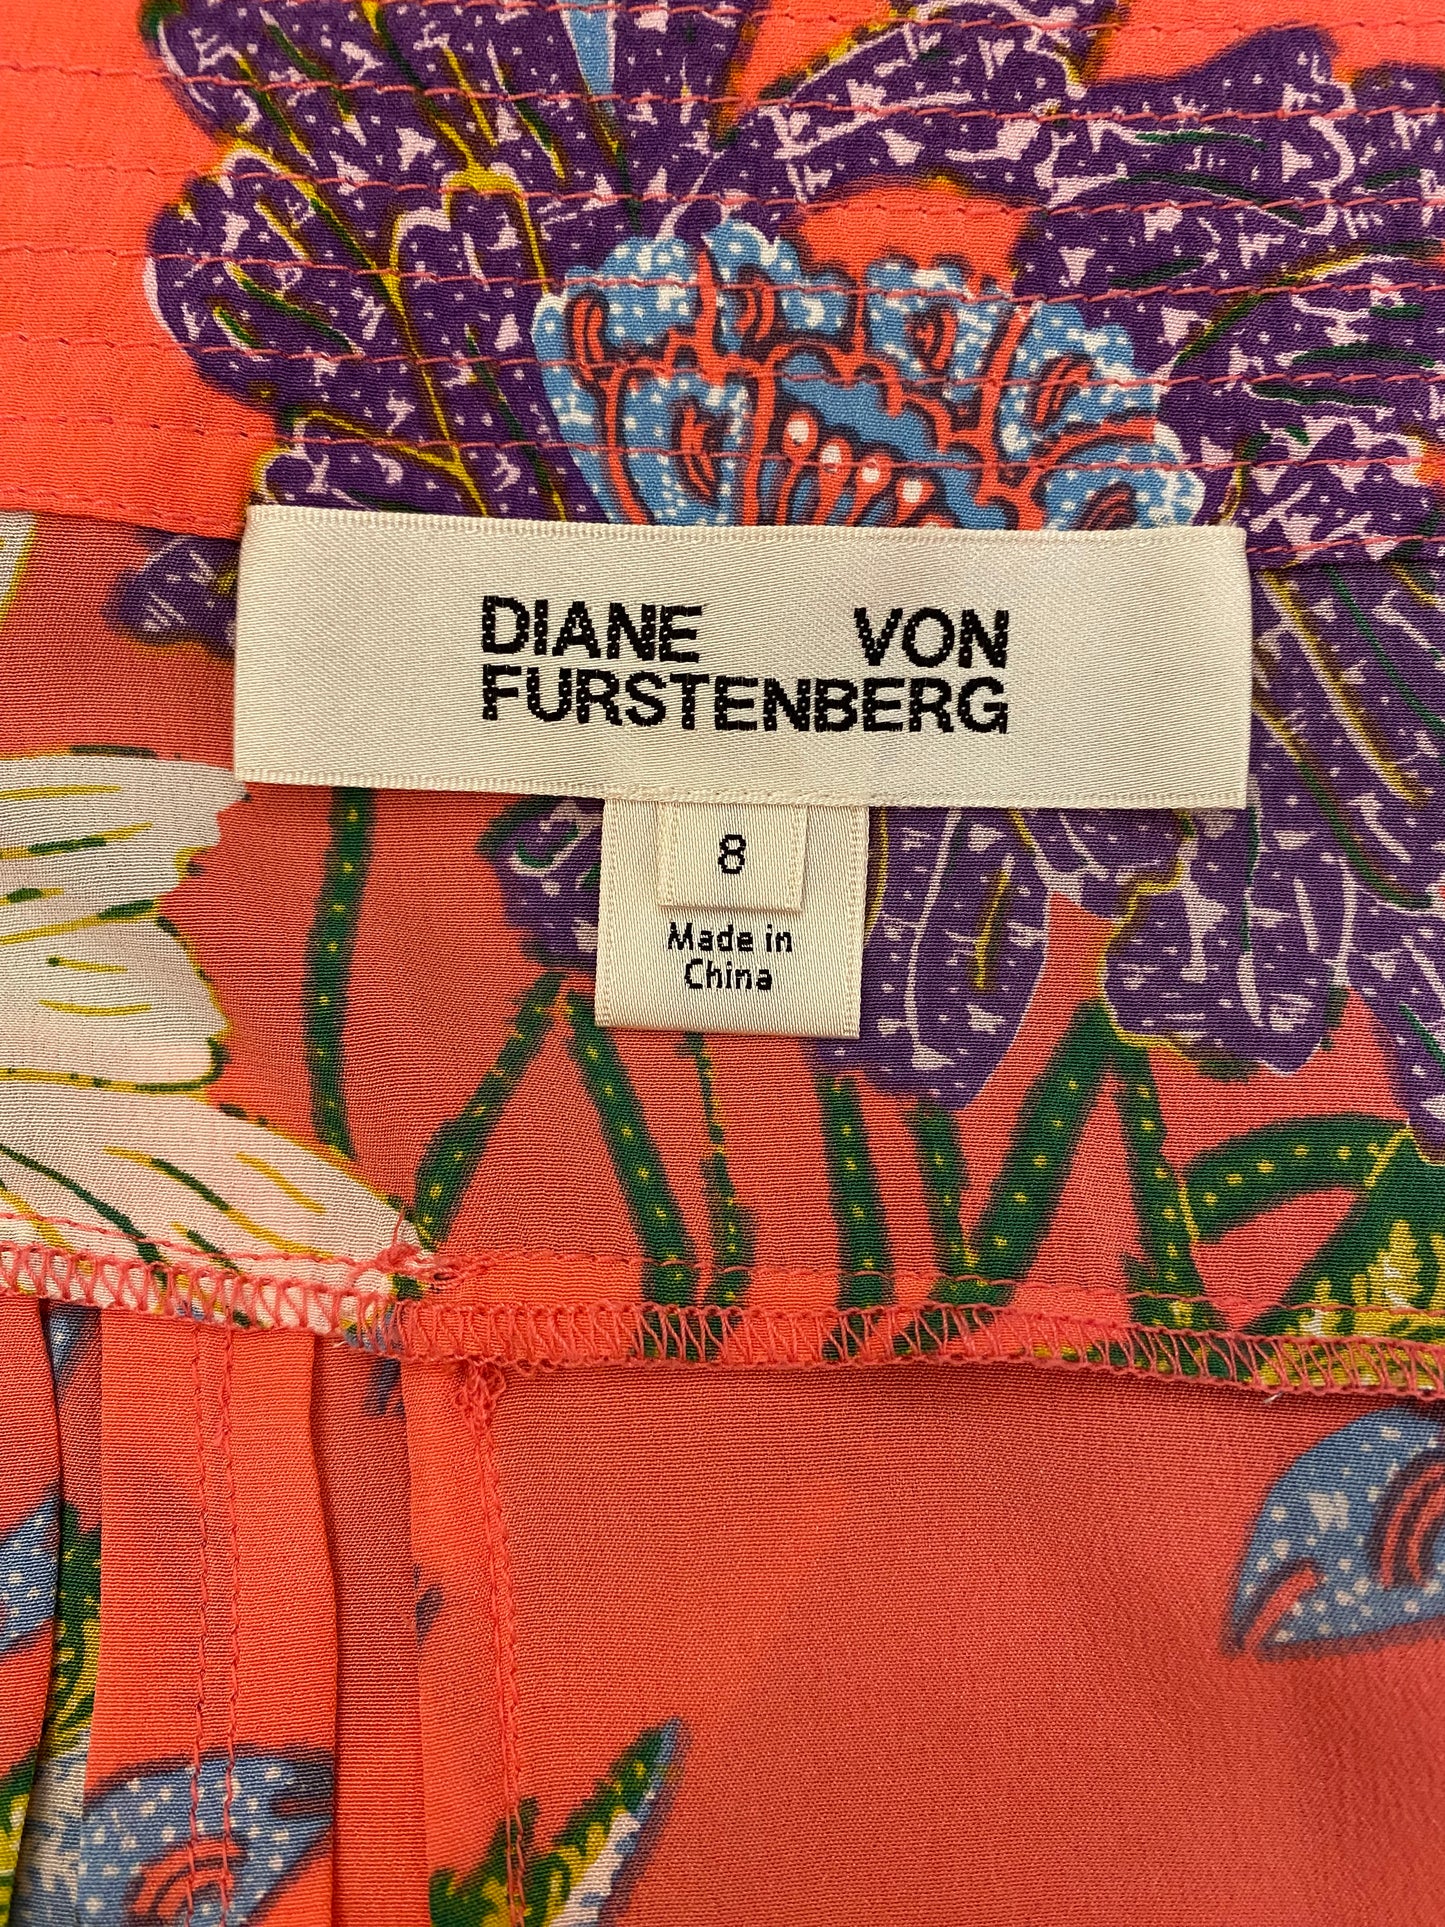 DIANE VON
FURSTENBERG
8
Made in
China